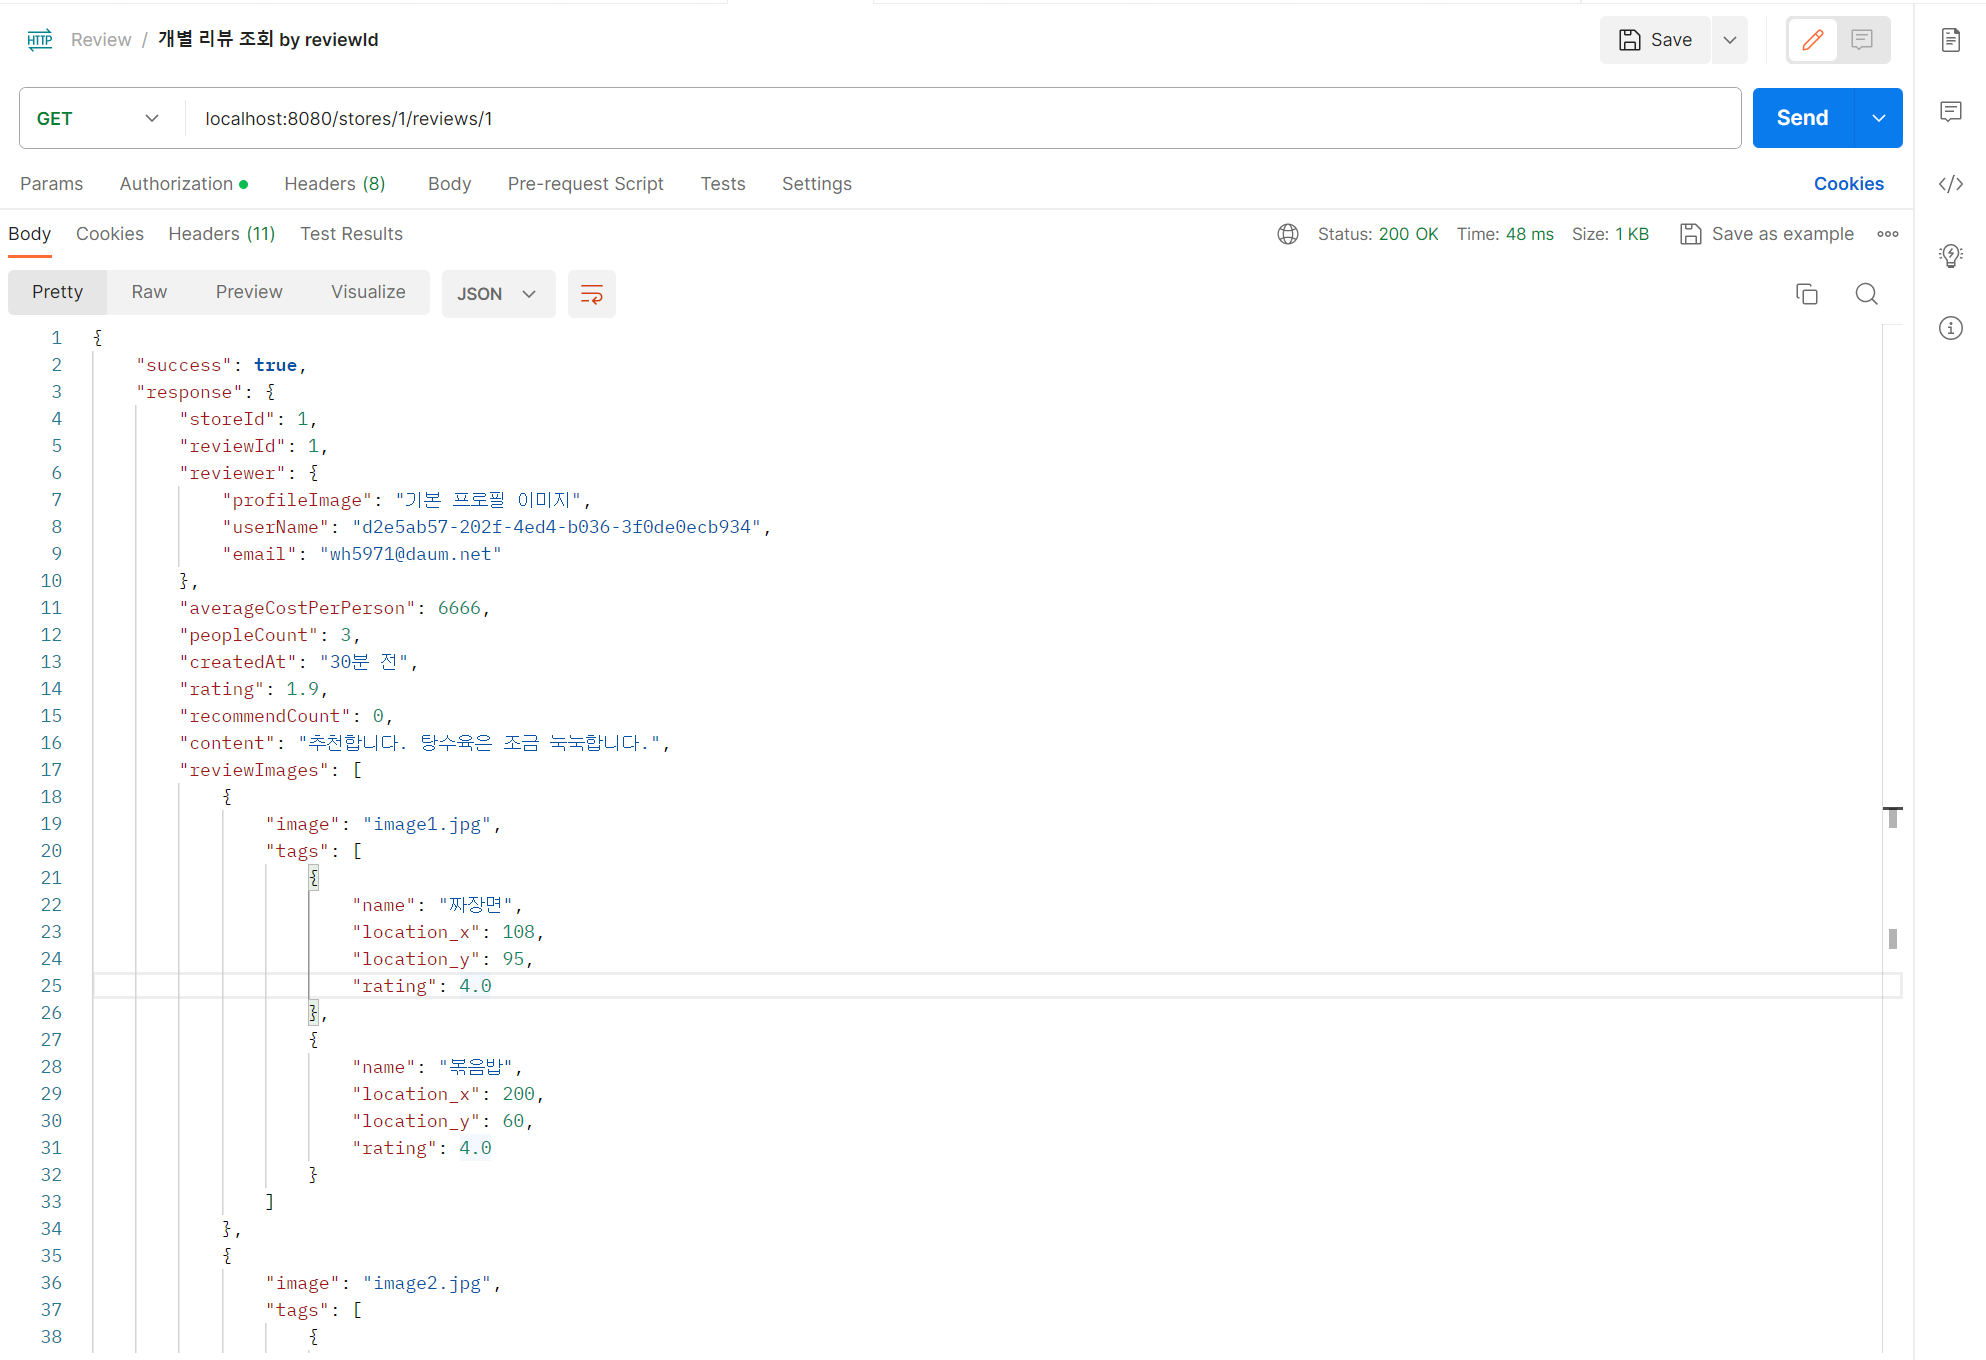 HTTP Review / 개별 리뷰 조회 by reviewId Save
GET localhost:8080/stores/1/reviews/1 Send
Params Authorization Headers (8) Body Pre-request Script Tests Settings Cookies
Body Cookies Headers (11) Test Results Status: 200 OK Time: 48 ms Size: 1 KB Save as example
Pretty Raw Preview Visualize JSON
1 {
2 "success": true,
3 "response": {
4 "storeId": 1,
5 "reviewId": 1,
6 "reviewer": {
7 "profileImage": "기본 프로필 이미지",
8 "userName": "d2e5ab57-202f-4ed4-b036-3f0de0ecb934",
9 "email": "wh5971@daum.net"
10 },
11 "averageCostPerPerson": 6666,
12 "peopleCount": 3,
13 "createdAt": "30분 전",
14 "rating": 1.9,
15 "recommendCount": 0,
16 "content": "추천합니다. 탕수육은 조금 눅눅합니다.",
17 "reviewImages": [
18 {
19 "image": "image1.jpg",
20 "tags": [
21 {
22 "name": "짜장면",
23 "location_x": 108,
24 "location_y": 95,
25 "rating": 4.0
26 },
27 {
28 "name": "볶음밥",
29 "location_x": 200,
30 "location_y": 60,
31 "rating": 4.0
32 }
33 ]
34 },
35 {
36 "image": "image2.jpg",
37 "tags": [
38 {